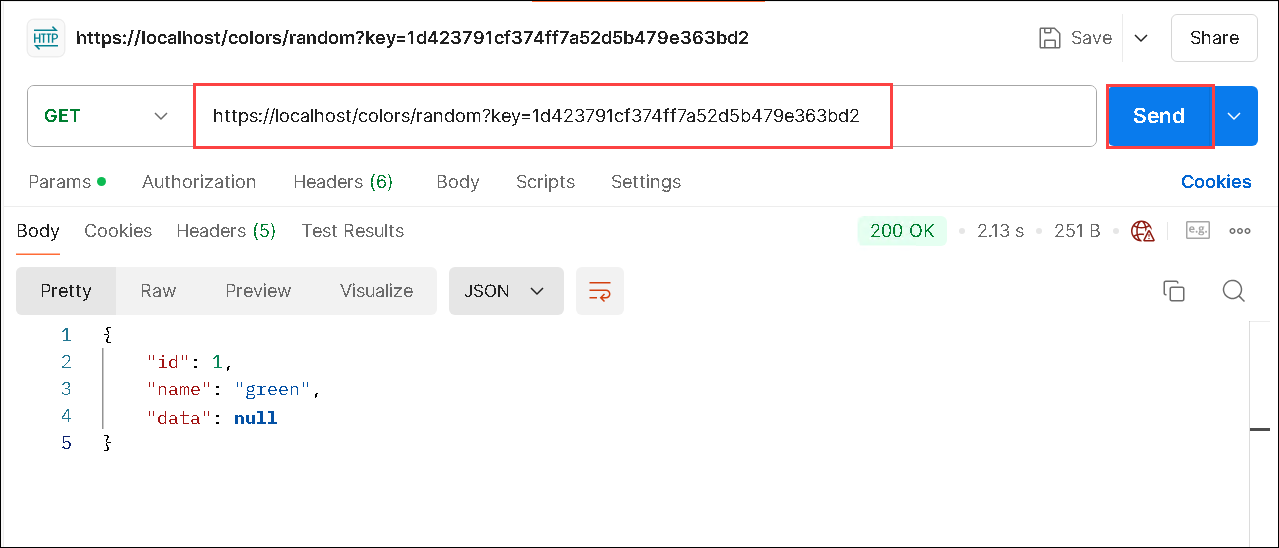 HTTP https://localhost/colors/random?key=1d423791cf374ff7a52d5b479e363bd2 Save Share
GET https://localhost/colors/random?key=1d423791cf374ff7a52d5b479e363bd2 Send
Params Authorization Headers (6) Body Scripts Settings Cookies
Body Cookies Headers (5) Test Results 200 OK 2.13 s 251 B e.g.
Pretty Raw Preview Visualize JSON
1 {
2 "id": 1,
3 "name": "green",
4 "data": null
5 }